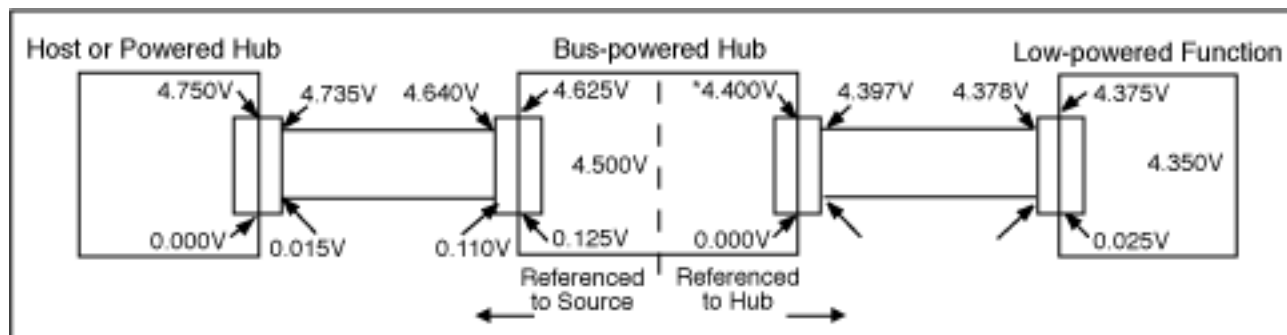 Host or Powered Hub
Bus-powered Hub
Low-powered Function
4.750V
4.735V
4.640V
4.625V
*4.400V
4.397V
4.378V
4.375V
4.500V
4.350V
0.000V
0.015V
0.110V
0.125V
0.000V
0.025V
Referenced
to Source
Referenced
to Hub